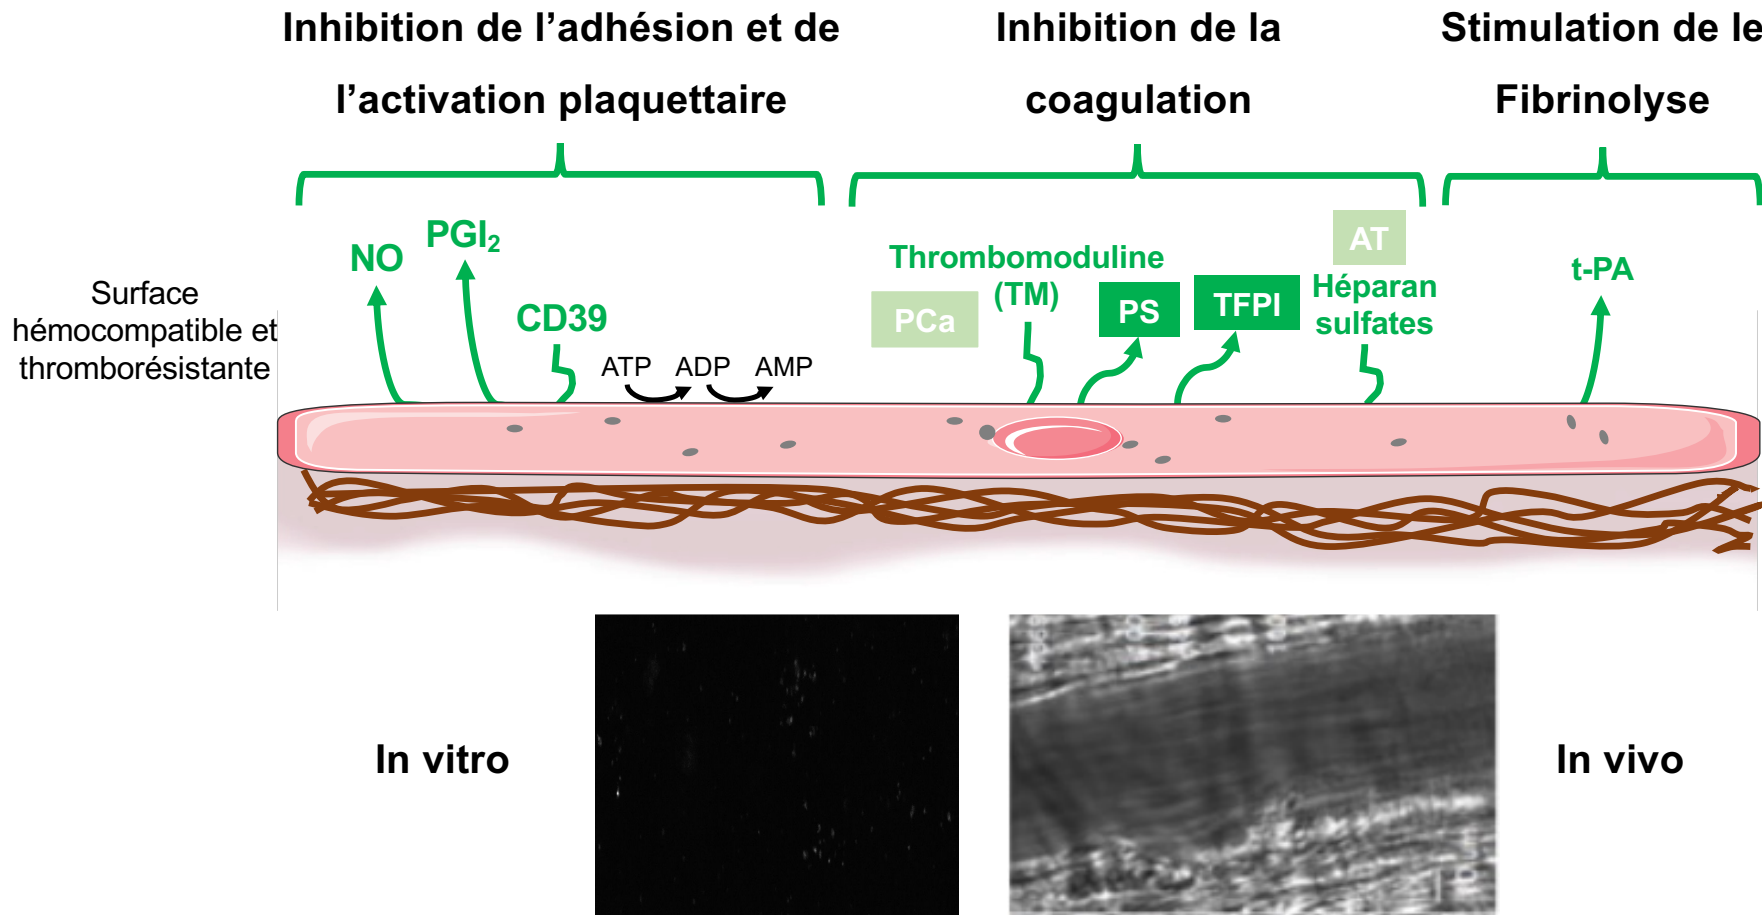 Inhibition de l’adhésion et de
l’activation plaquettaire
Inhibition de la
coagulation
Stimulation de le
Fibrinolyse
NO
PGI₂
CD39
ATP
ADP
AMP
Thrombomoduline
(TM)
PCa
PS
TFPI
AT
Héparan
sulfates
t-PA
Surface
hémocompatible et
thromborésistante
In vitro
In vivo